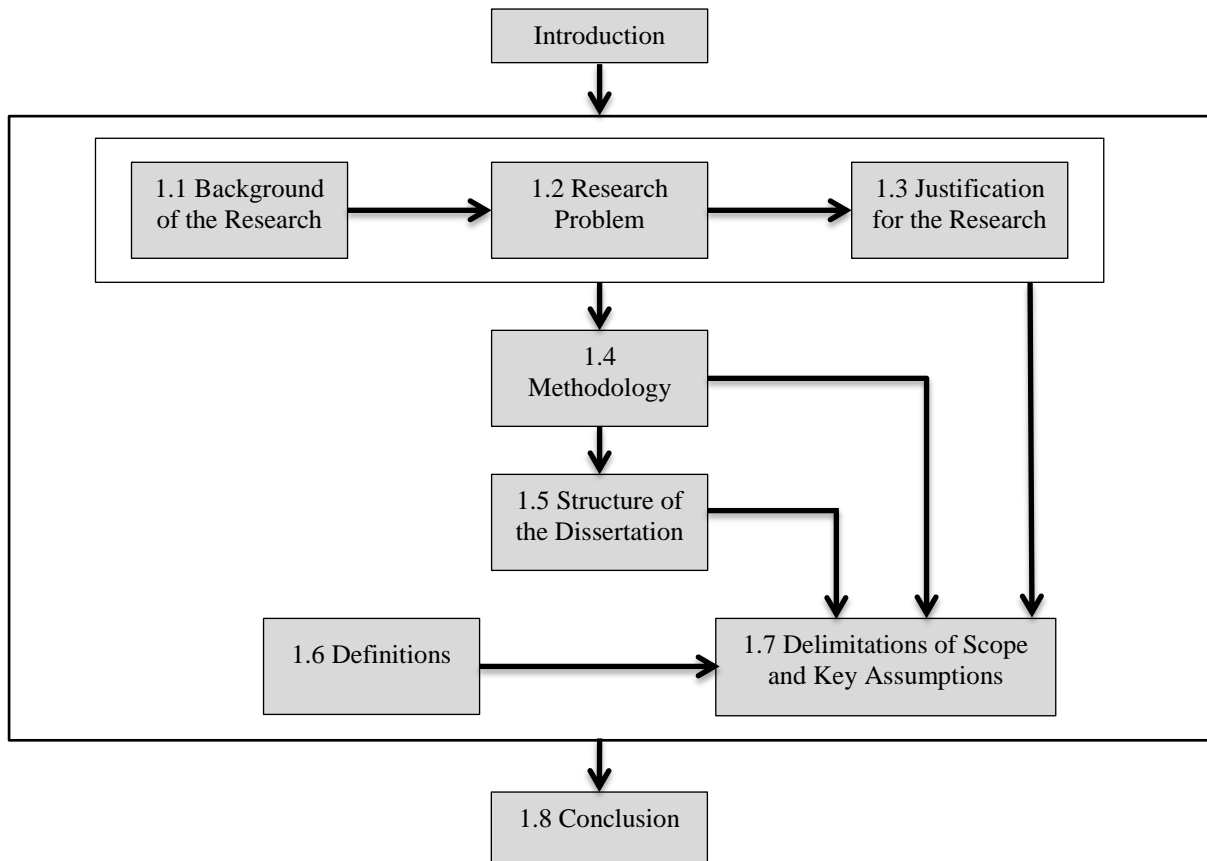 Introduction
1.1 Background
of the Research
1.2 Research
Problem
1.3 Justification
for the Research
1.4
Methodology
1.5 Structure of
the Dissertation
1.6 Definitions
1.7 Delimitations of Scope
and Key Assumptions
1.8 Conclusion